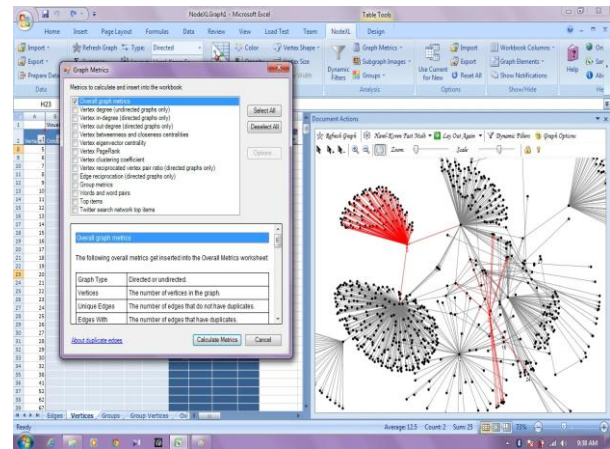 NodeXLGraph1 - Microsoft Excel
Table Tools
Home Insert Page Layout Formulas Data Review View Load Test Team NodeXL Design
Import
Export
Prepare Data
Data
Refresh Graph Type: Directed
Color
Vertex Shape
Dynamic Filters
Graph Metrics
Subgraph Images
Groups
Analysis
Use Current for New
Import
Export
Reset All
Options
Workbook Columns
Graph Elements
Show Notifications
Show/Hide
Help
H23
Graph Metrics
Metrics to calculate and insert into the workbook:
Overall graph metrics
Vertex degree (undirected graphs only)
Vertex in-degree (directed graphs only)
Vertex out-degree (directed graphs only)
Vertex betweenness and closeness centralities
Vertex eigenvector centrality
Vertex PageRank
Vertex clustering coefficient
Vertex reciprocated vertex pair ratio (directed graphs only)
Edge reciprocation (directed graphs only)
Group metrics
Words and word pairs
Top items
Twitter search network top items
Select All
Deselect All
Options...
Overall graph metrics
The following overall metrics get inserted into the Overall Metrics worksheet:
Graph Type Directed or undirected.
Vertices The number of vertices in the graph.
Unique Edges The number of edges that do not have duplicates.
Edges With The number of edges that have duplicates.
About duplicate edges
Calculate Metrics Cancel
Document Actions
Refresh Graph Harel-Koren Fast Multi Lay Out Again Dynamic Filters Graph Options
Zoom: Scale:
Edges Vertices Groups Group Vertices Ov
Ready
Average: 12.5 Count: 2 Sum: 25
9:38 AM